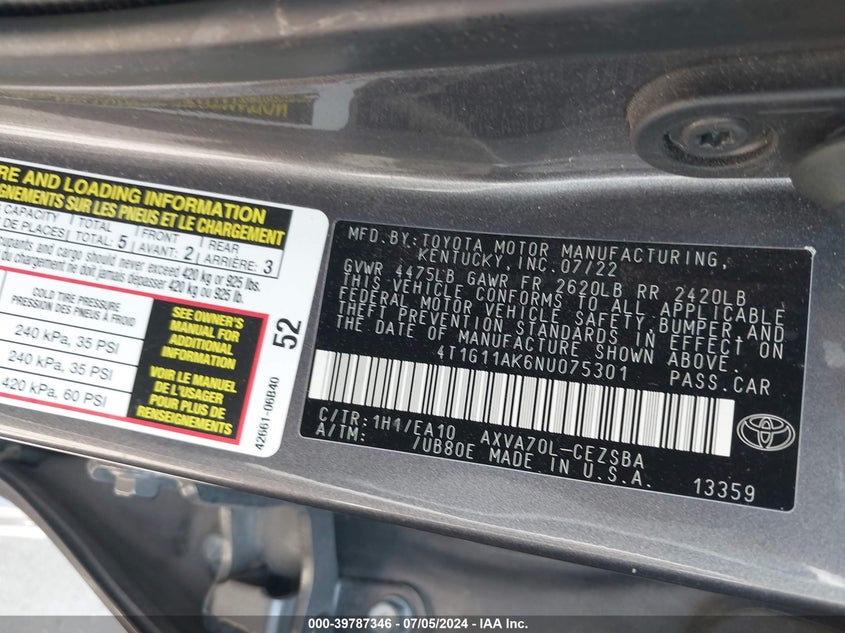 RE AND LOADING INFORMATION
GNEMENTS SUR LES PNEUS ET LE CHARGEMENT
CAPACITY TOTAL FRONT REAR
DE PLACES TOTAL: 5 AVANT: 2 ARRIÈRE: 3
cupants and cargo should never exceed 420 kg or 925 lbs.
du chargement ne doit jamais dépasser 420 kg ou 925 lb.
COLD TIRE PRESSURE
PRESSION DES PNEUS À FROID
240 kPa, 35 PSI
240 kPa, 35 PSI
420 kPa, 60 PSI
SEE OWNER'S
MANUAL FOR
ADDITIONAL
INFORMATION
VOIR LE MANUEL
DE L'USAGER
POUR PLUS DE
RENSEIGNEMENTS
52
42661-06B40
MFD.BY:TOYOTA MOTOR MANUFACTURING,
KENTUCKY,INC.07/22
GVWR 4475LB GAWR FR 2620LB RR 2420LB
THIS VEHICLE CONFORMS TO ALL APPLICABLE
FEDERAL MOTOR VEHICLE SAFETY,BUMPER,AND
THEFT PREVENTION STANDARDS IN EFFECT ON
THE DATE OF MANUFACTURE SHOWN ABOVE.
4T1G11AK6NU075301 PASS.CAR
C/TR:1H1/EA10 AXVA70L-CEZSBA
A/TM: /UB80E MADE IN U.S.A.
13359
000-39787346 - 07/05/2024 - IAA Inc.